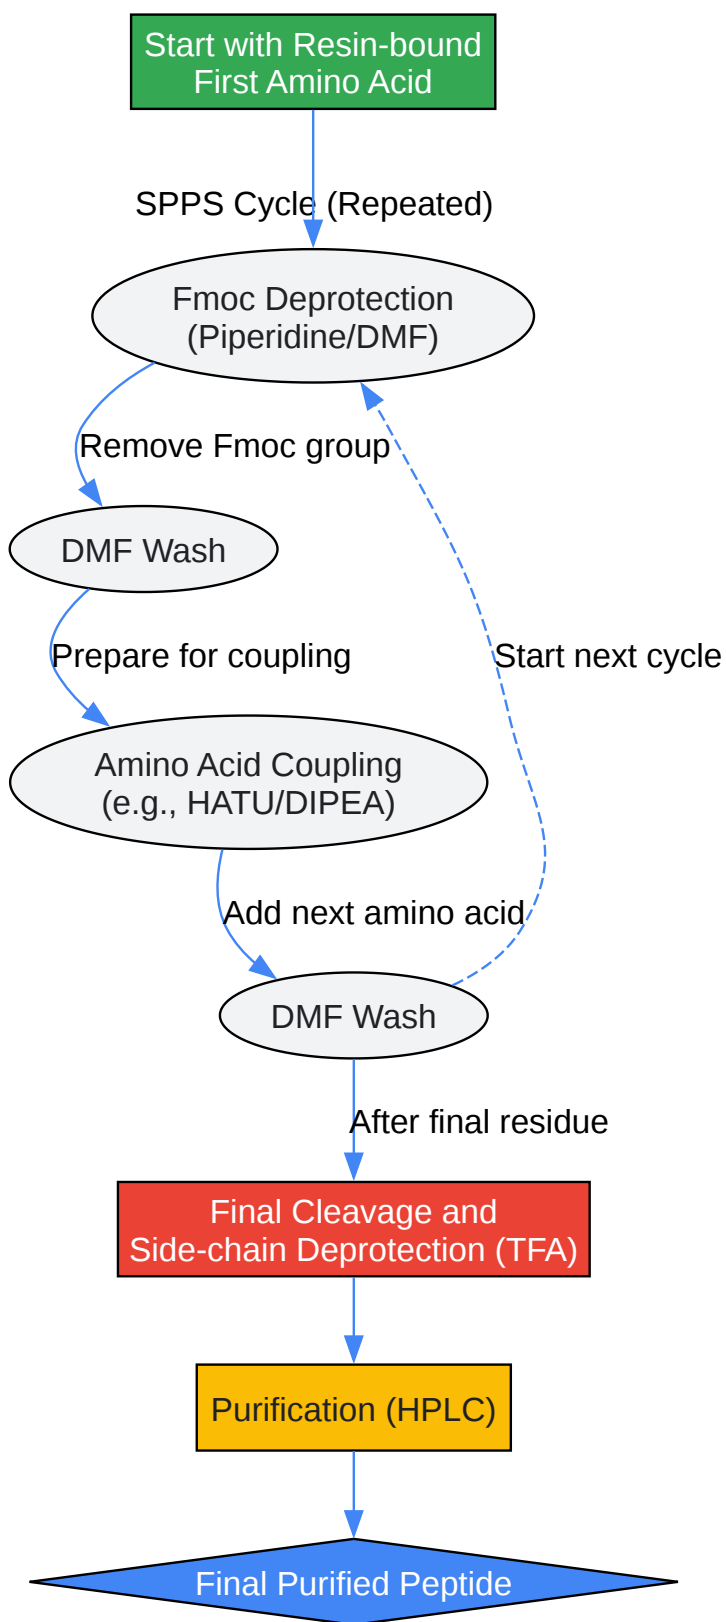 Start with Resin-bound
First Amino Acid
SPPS Cycle (Repeated)
Fmoc Deprotection
(Piperidine/DMF)
Remove Fmoc group
DMF Wash
Prepare for coupling
Start next cycle
Amino Acid Coupling
(e.g., HATU/DIPEA)
Add next amino acid
DMF Wash
After final residue
Final Cleavage and
Side-chain Deprotection (TFA)
Purification (HPLC)
Final Purified Peptide